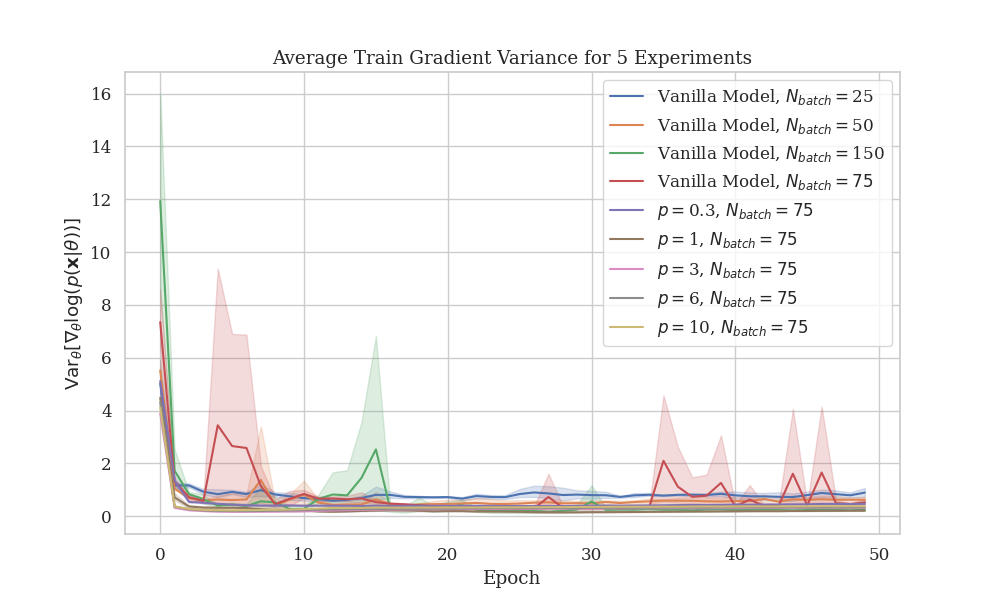 Average Train Gradient Variance for 5 Experiments
16
14
12
10
8
6
4
2
0
Var_θ[∇_θ log(p(𝐱|θ))]
Vanilla Model, N_batch = 25
Vanilla Model, N_batch = 50
Vanilla Model, N_batch = 150
Vanilla Model, N_batch = 75
p = 0.3, N_batch = 75
p = 1, N_batch = 75
p = 3, N_batch = 75
p = 6, N_batch = 75
p = 10, N_batch = 75
0 10 20 30 40 50
Epoch